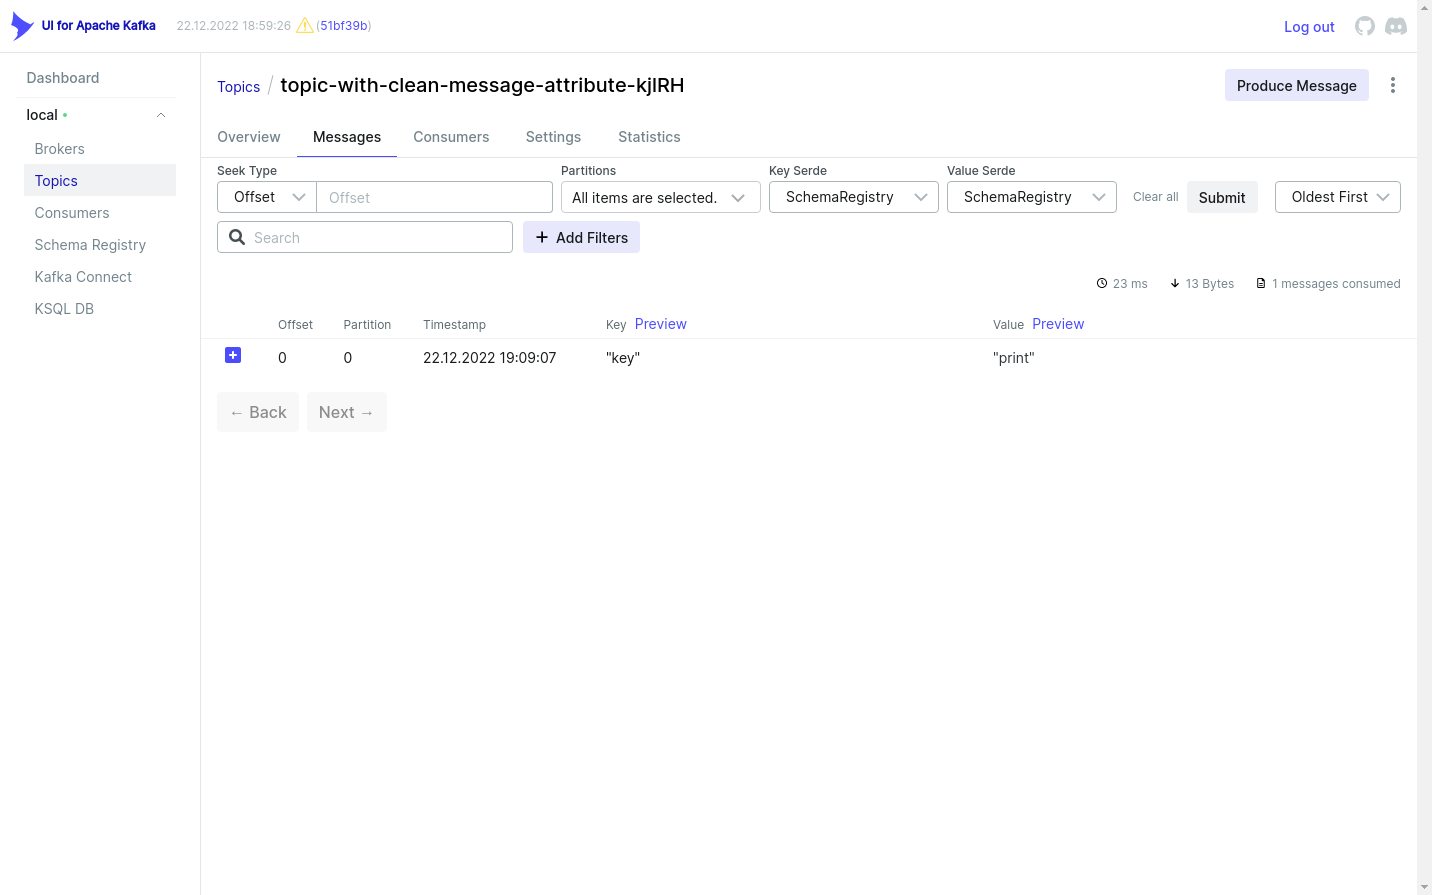 UI for Apache Kafka 22.12.2022 18:59:26 (51bf39b) Log out
Dashboard
local
Brokers
Topics
Consumers
Schema Registry
Kafka Connect
KSQL DB
Topics / topic-with-clean-message-attribute-kjlRH Produce Message
Overview Messages Consumers Settings Statistics
Seek Type Partitions Key Serde Value Serde
Offset Offset All items are selected. SchemaRegistry SchemaRegistry Clear all Submit Oldest First
Search Add Filters
23 ms 13 Bytes 1 messages consumed
Offset Partition Timestamp Key Preview Value Preview
0 0 22.12.2022 19:09:07 "key" "print"
← Back Next →